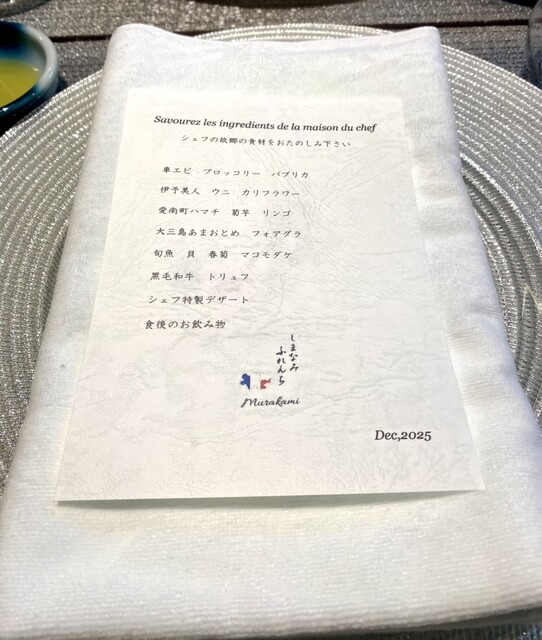 Savourez les ingredients de la maison du chef
シェフの故郷の食材をおたのしみ下さい
車エビ　ブロッコリー　パプリカ
伊予美人　ウニ　カリフラワー
愛南町ハマチ　菊芋　リンゴ
大三島あまおとめ　フォアグラ
旬魚　貝　春菊　マコモダケ
黒毛和牛　トリュフ
シェフ特製デザート
食後のお飲み物
しまなみ
ふれんち
Murakami
Dec,2025